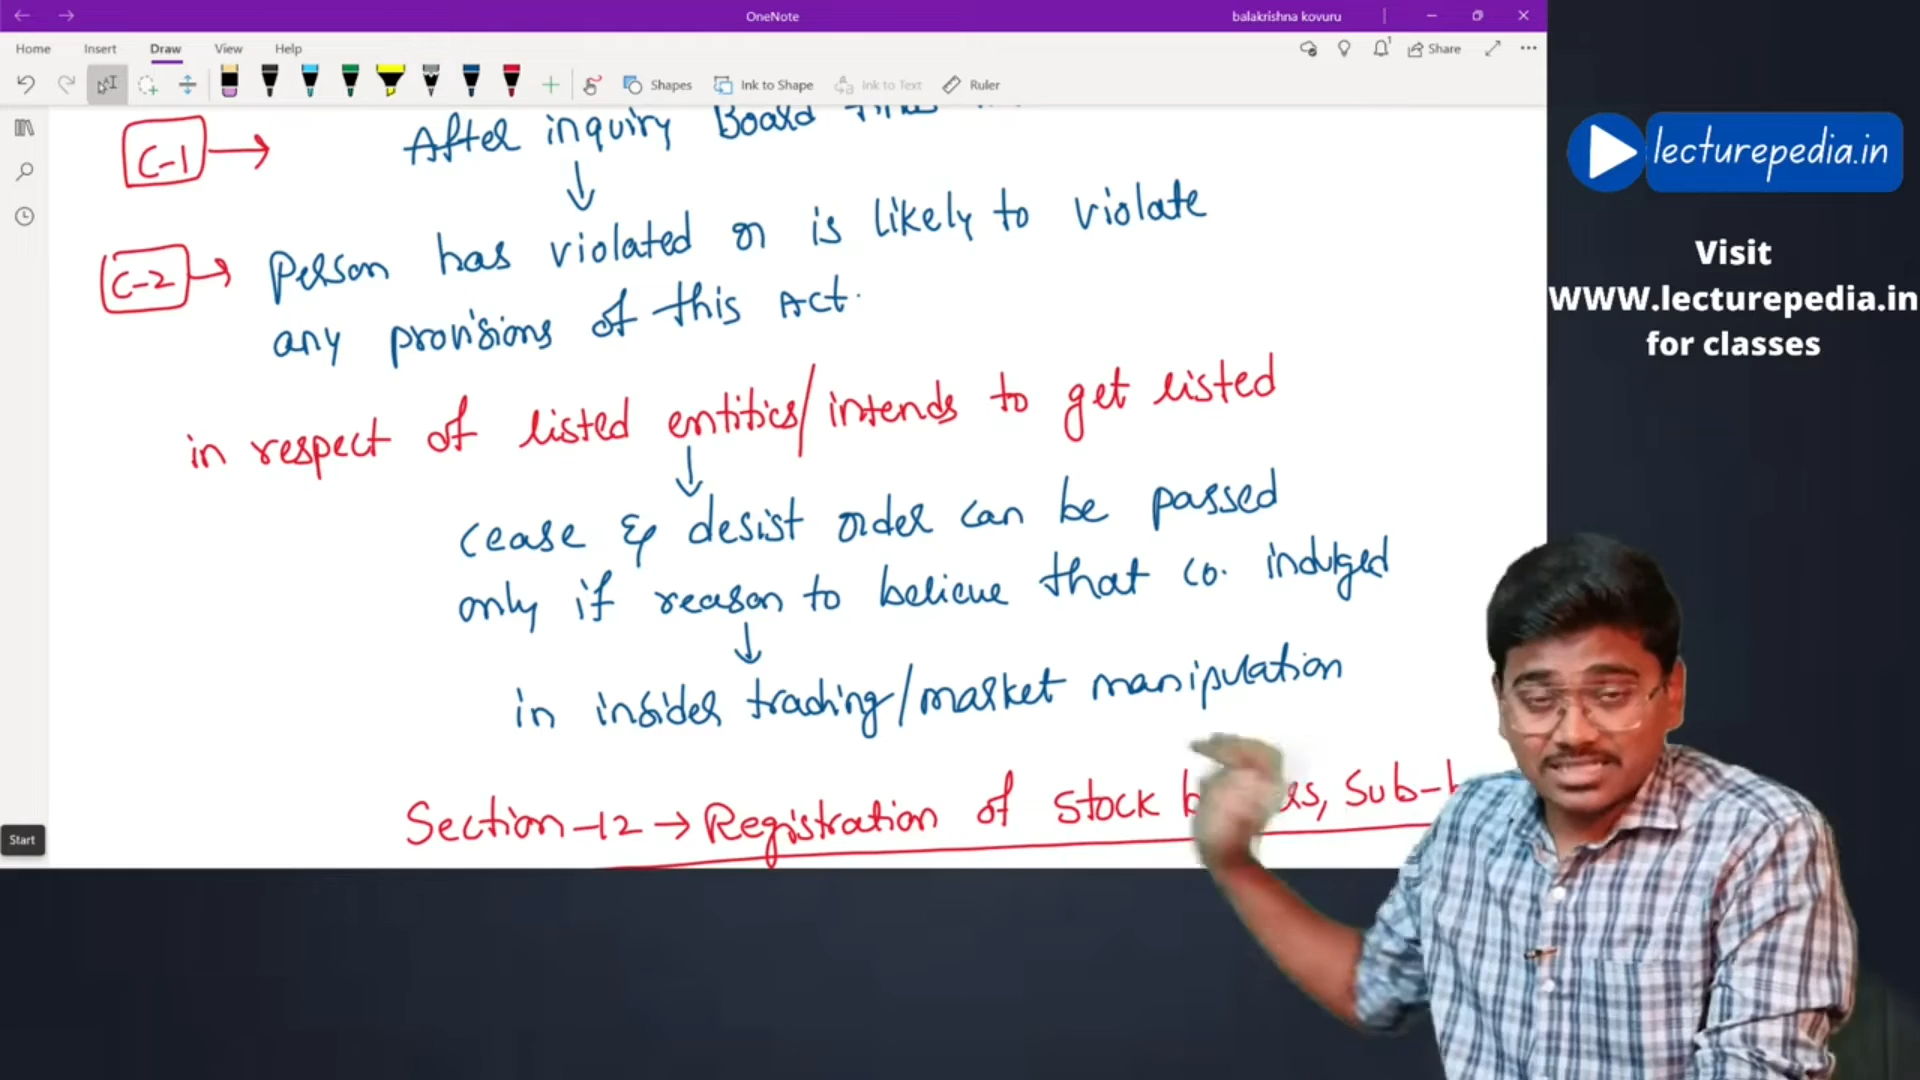 OneNote
balakrishna kovuru
Home Insert Draw View Help
1 Share
Shapes Ink to Shape Ink to Text Ruler
C-1 → After inquiry Board
C-2 → Person has violated or is likely to violate
any provisions of this Act.
in respect of listed entities/intends to get listed
cease & desist order can be passed
only if reason to believe that co. indulged
in insider trading/market manipulation
Section-12 → Registration of Stock Sub-
Start
lecturepedia.in
Visit
WWW.lecturepedia.in
for classes